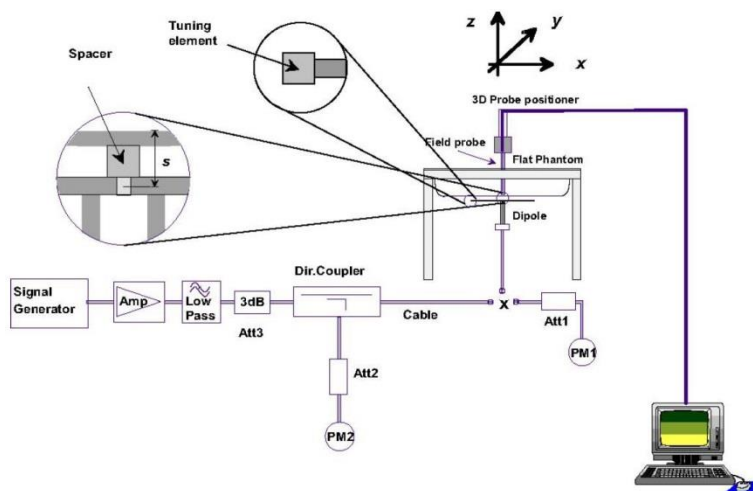 Tuning
element
Spacer
s
z
y
x
3D Probe positioner
Field probe
Flat Phantom
Dipole
Signal
Generator
Amp
Low
Pass
3dB
Att3
Dir.Coupler
Cable
x
Att1
PM1
Att2
PM2